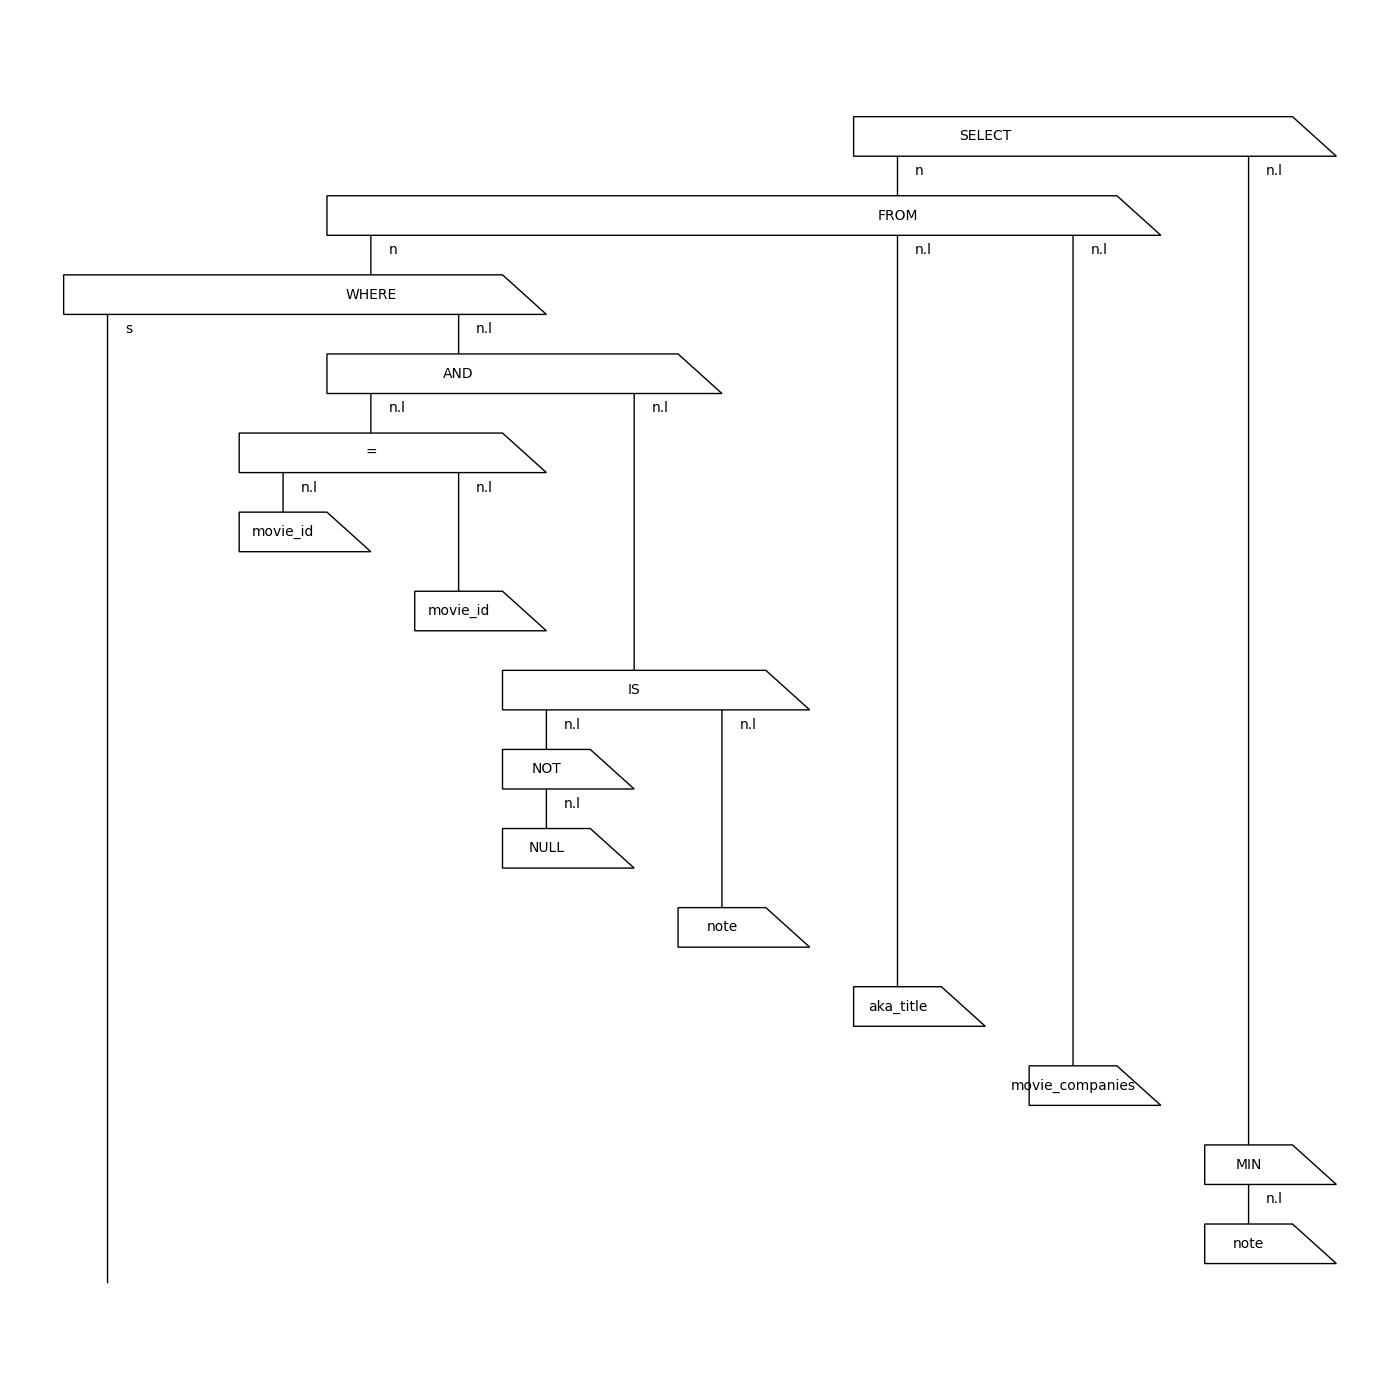 SELECT
n n.l
FROM
n n.l n.l
WHERE
s n.l
AND
n.l n.l
=
n.l n.l
movie_id
movie_id
IS
n.l n.l
NOT
n.l
NULL
note
aka_title
movie_companies
MIN
n.l
note